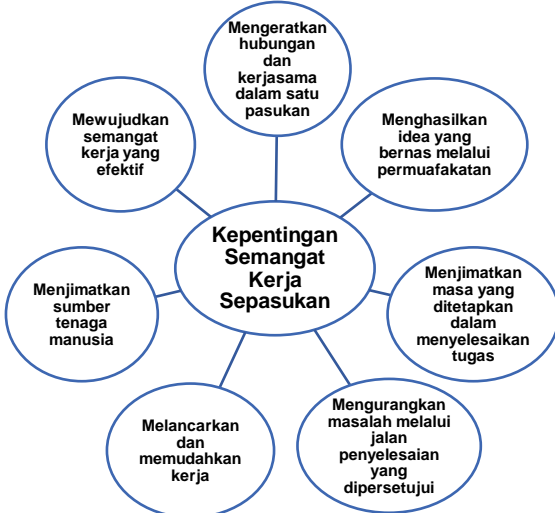 Kepentingan
Semangat
Kerja
Sepasukan
Mengeratkan
hubungan
dan
kerjasama
dalam satu
pasukan
Menghasilkan
idea yang
bernas melalui
permuafakatan
Menjimatkan
masa yang
ditetapkan
dalam
menyelesaikan
tugas
Mengurangkan
masalah melalui
jalan
penyelesaian
yang
dipersetujui
Melancarkan
dan
memudahkan
kerja
Menjimatkan
sumber
tenaga
manusia
Mewujudkan
semangat
kerja yang
efektif